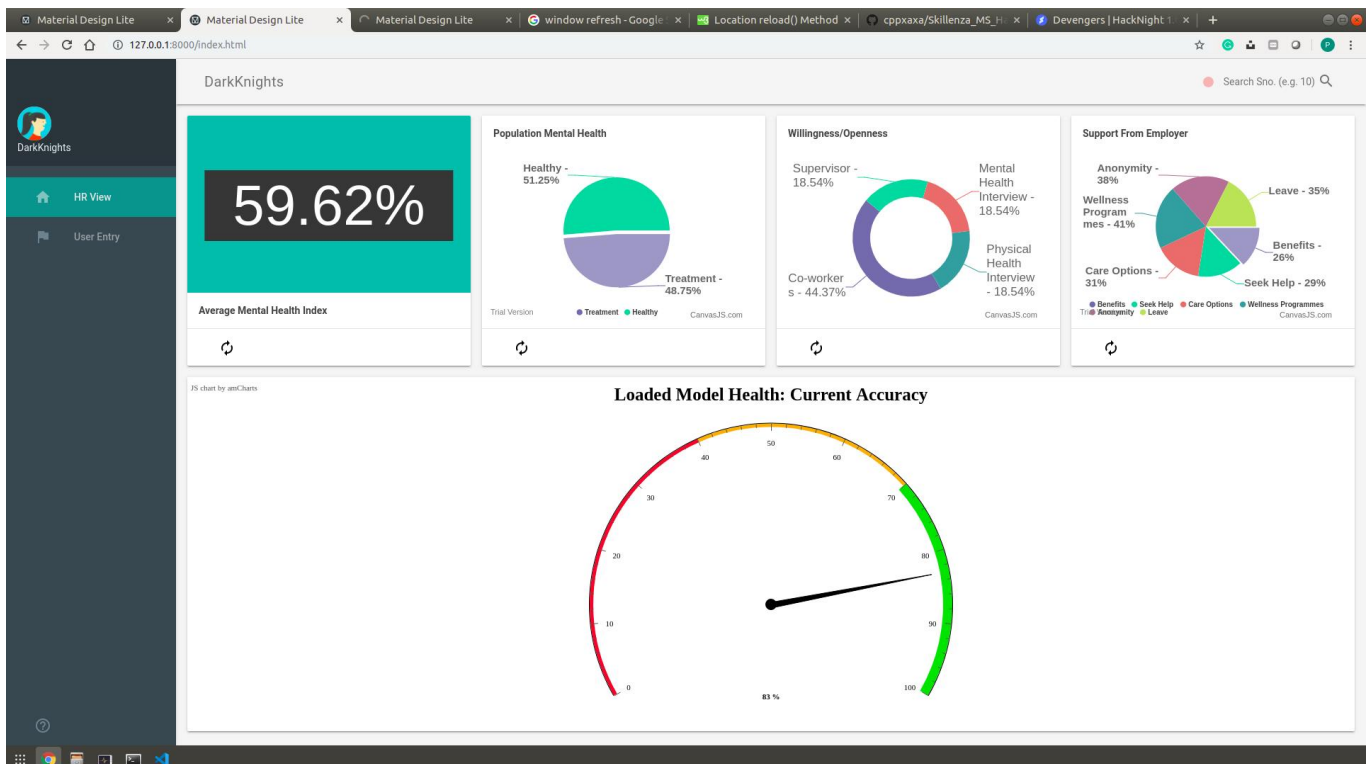 Material Design Lite
Material Design Lite
Material Design Lite
window refresh - Google
Location reload() Method
cppxaxa/Skillenza_MS_H
Devengers | HackNight 1.
127.0.0.1:8000/index.html
P
DarkKnights
Search Sno. (e.g. 10)
DarkKnights
HR View
User Entry
59.62%
Average Mental Health Index
Population Mental Health
Healthy -
51.25%
Treatment -
48.75%
Trial Version
Treatment
Healthy
CanvasJS.com
Willingness/Openness
Supervisor -
18.54%
Mental
Health
Interview -
18.54%
Physical
Health
Interview
- 18.54%
Co-worker
s - 44.37%
CanvasJS.com
Support From Employer
Anonymity -
38%
Leave - 35%
Wellness
Program
mes - 41%
Benefits -
26%
Care Options -
31%
Seek Help - 29%
Benefits
Seek Help
Care Options
Wellness Programmes
Anonymity
Leave
CanvasJS.com
JS chart by amCharts
Loaded Model Health: Current Accuracy
50
40
60
30
70
20
80
10
90
0
100
83 %